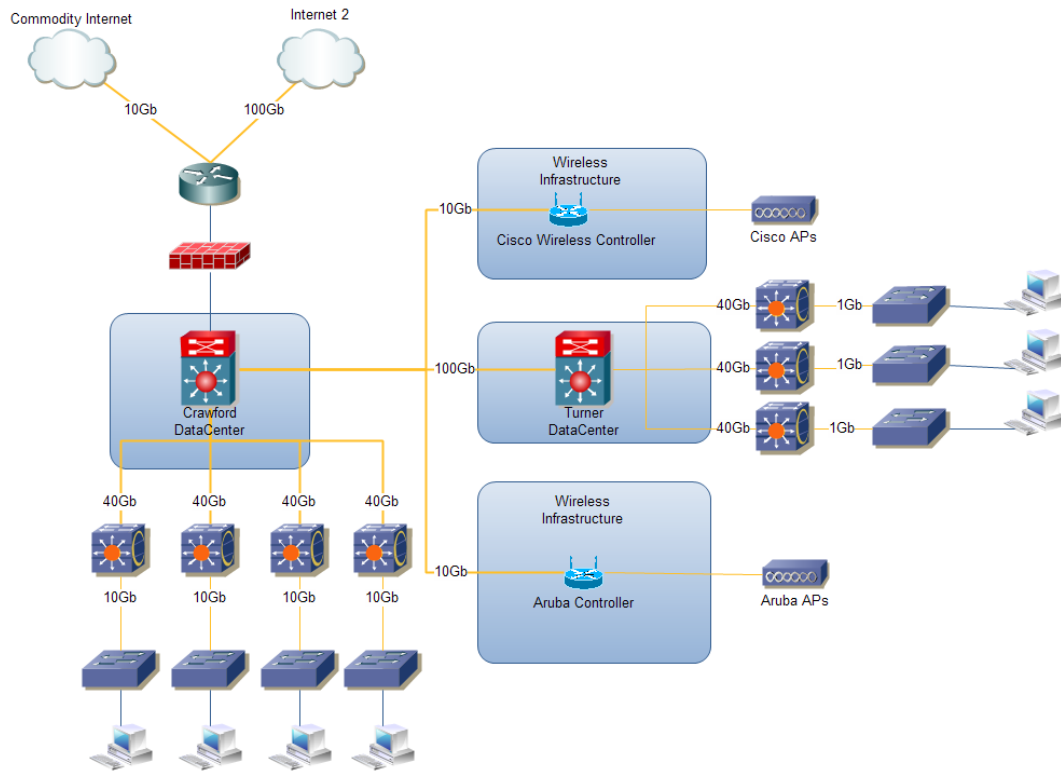 Commodity Internet
Internet 2
10Gb
100Gb
Wireless
Infrastructure
10Gb
Cisco Wireless Controller
Cisco APs
40Gb
1Gb
100Gb
40Gb
1Gb
Crawford
DataCenter
Turner
DataCenter
40Gb
1Gb
40Gb
40Gb
40Gb
40Gb
Wireless
Infrastructure
10Gb
Aruba Controller
Aruba APs
10Gb
10Gb
10Gb
10Gb